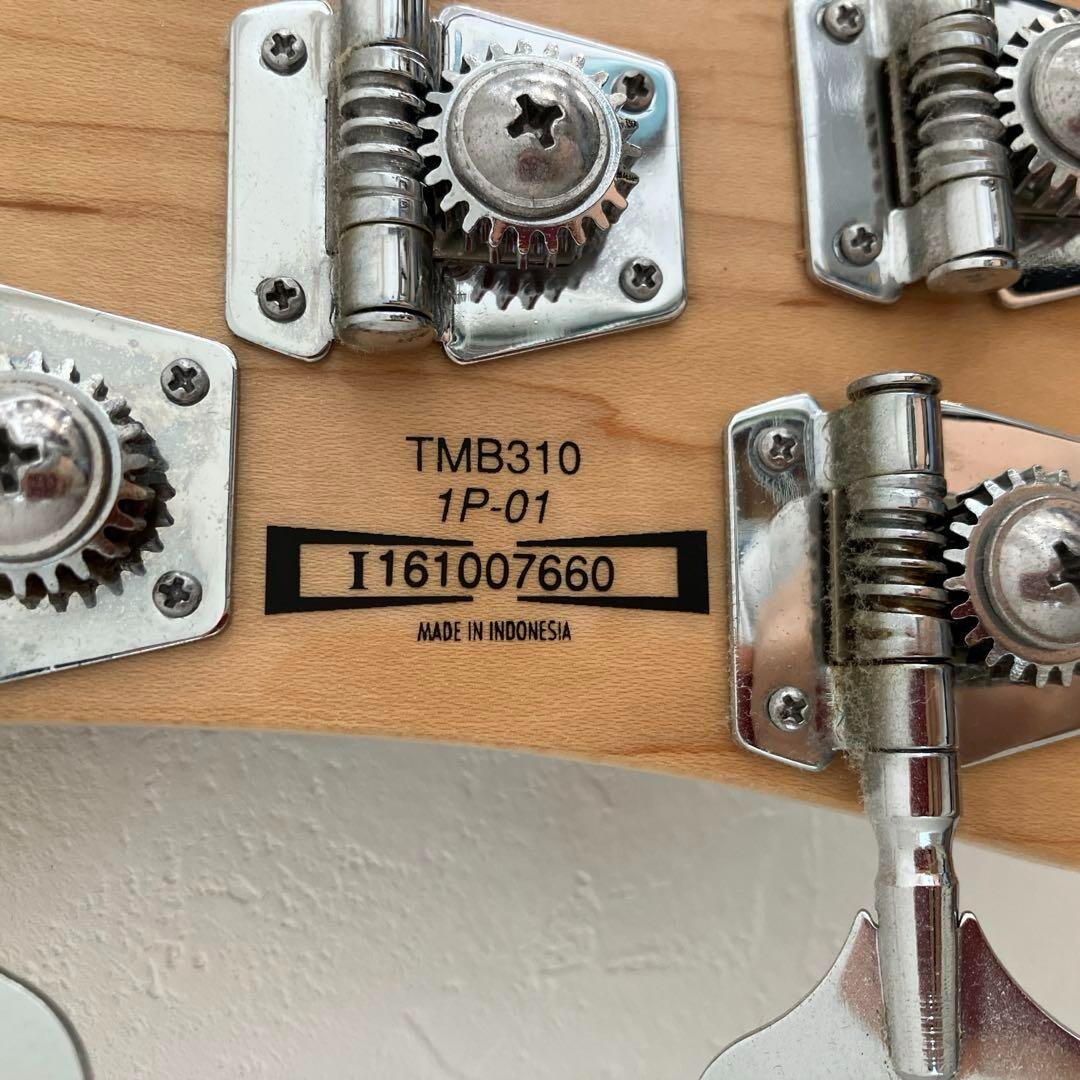 TMB310
1P-01
I161007660
MADE IN INDONESIA